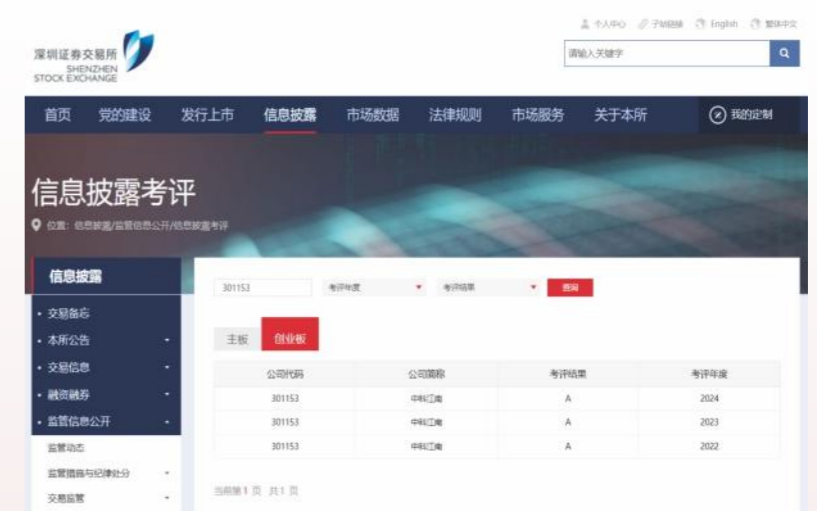 个人中心 子站链接 English 繁体中文
深圳证券交易所
SHENZHEN
STOCK EXCHANGE
请输入关键字
首页 党的建设 发行上市 信息披露 市场数据 法律规则 市场服务 关于本所 我的定制
信息披露考评
位置：信息披露/监管信息公开/信息披露考评
信息披露
301153 考评年度 考评结果 查询
交易备忘
本所公告
主板 创业板
交易信息
公司代码 公司简称 考评结果 考评年度
融资融券
301153 中科江南 A 2024
监管信息公开
301153 中科江南 A 2023
监管动态
301153 中科江南 A 2022
监管措施与纪律处分
交易监管
当前第1页 共1页